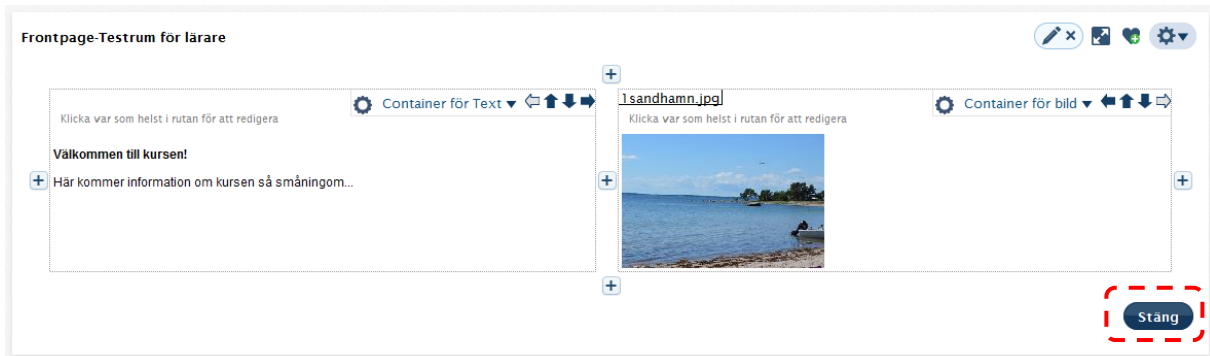 Frontpage-Testrum för lärare
Container för Text
Klicka var som helst i rutan för att redigera
Välkommen till kursen!
Här kommer information om kursen så småningom...
1sandhamn.jpg
Container för bild
Klicka var som helst i rutan för att redigera
Stäng